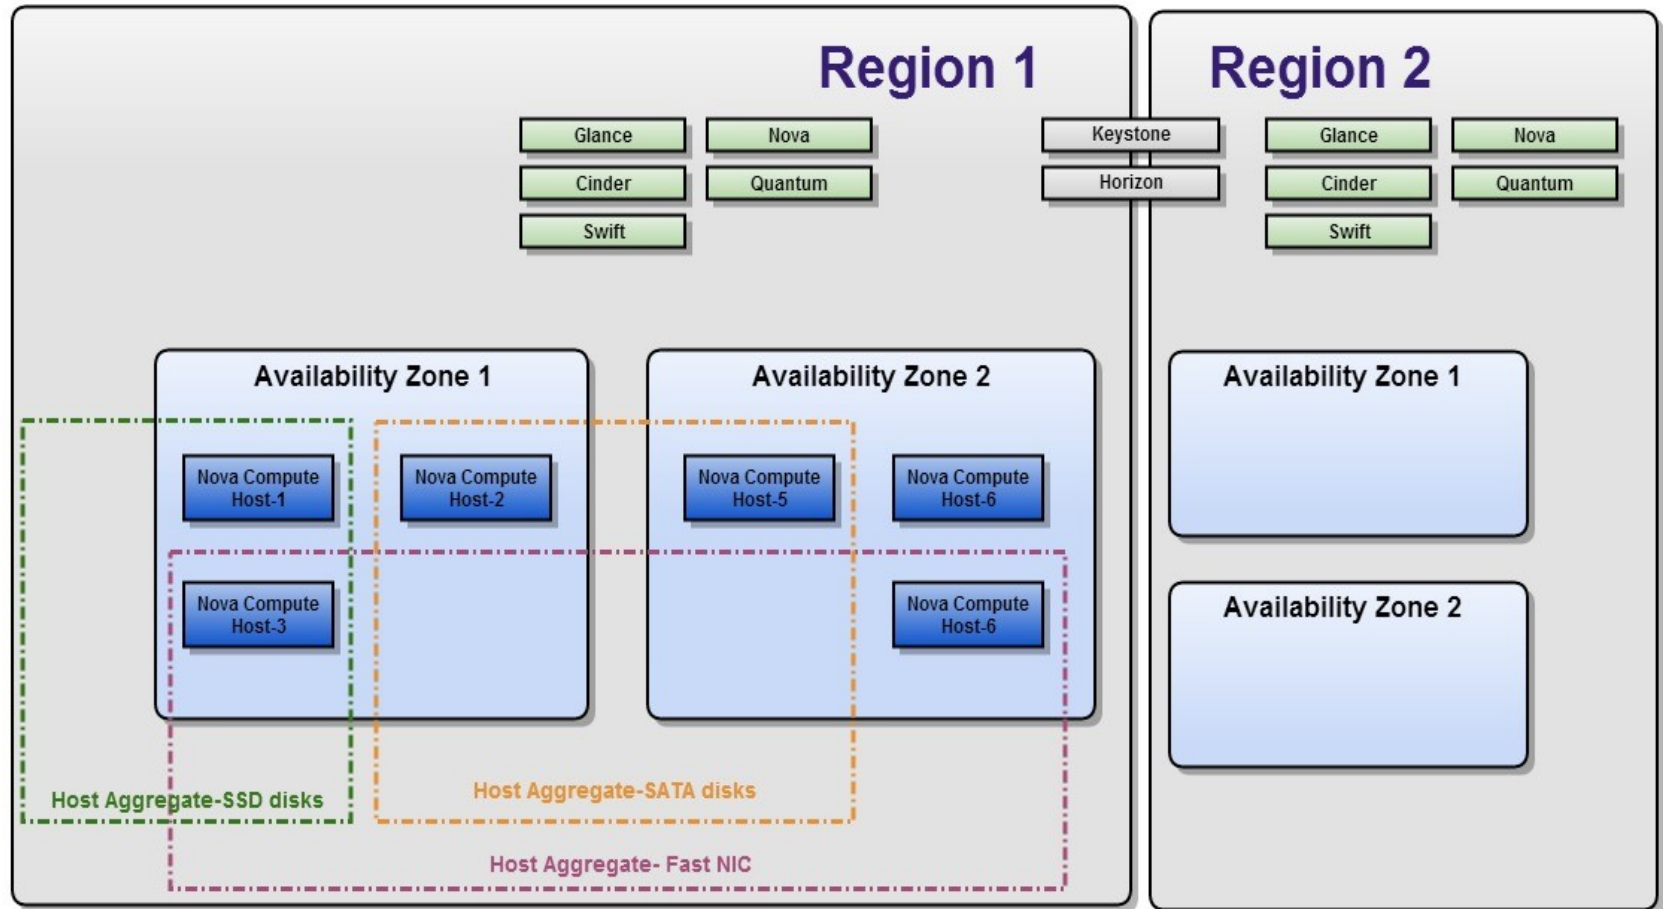 Region 1
Region 2
Glance
Nova
Keystone
Glance
Nova
Cinder
Quantum
Horizon
Cinder
Quantum
Swift
Swift
Availability Zone 1
Availability Zone 2
Availability Zone 1
Nova Compute
Host-1
Nova Compute
Host-2
Nova Compute
Host-5
Nova Compute
Host-6
Nova Compute
Host-3
Nova Compute
Host-6
Availability Zone 2
Host Aggregate-SSD disks
Host Aggregate-SATA disks
Host Aggregate- Fast NIC